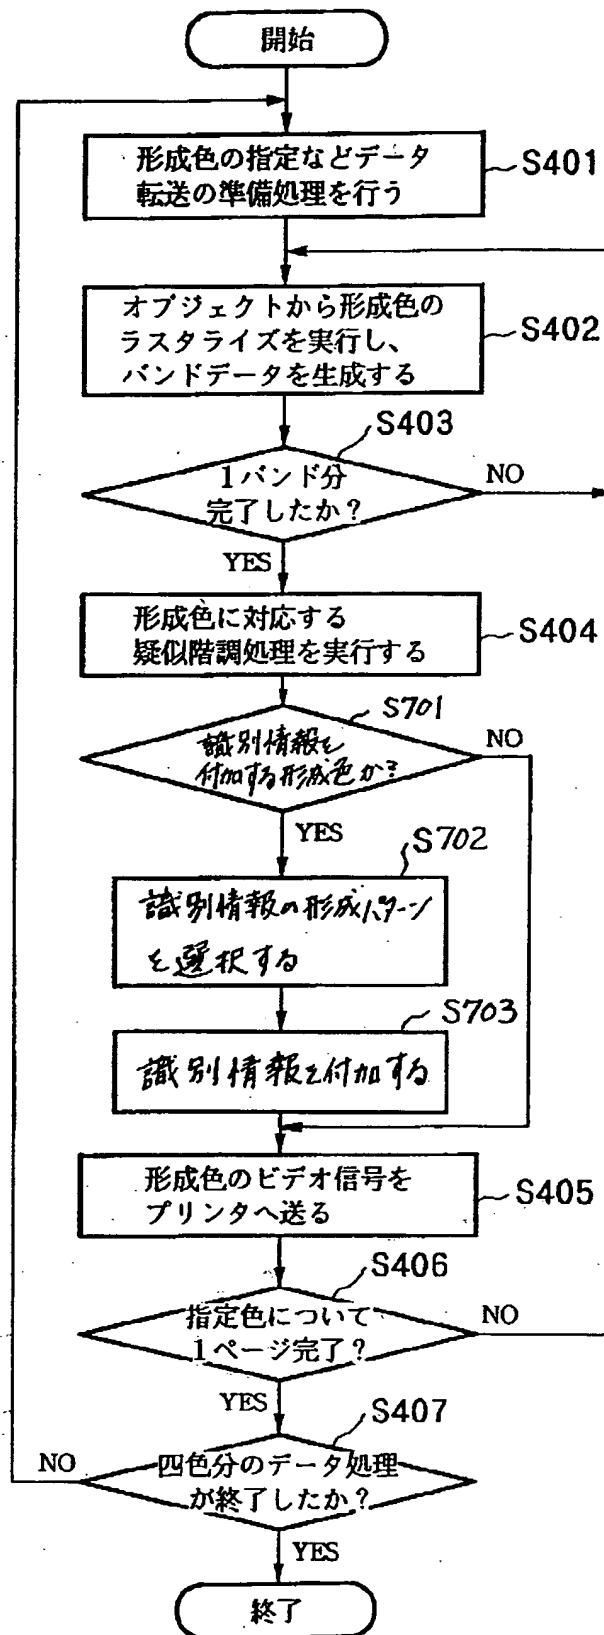 開始
形成色の指定などデータ
転送の準備処理を行う
S401
オブジェクトから形成色の
ラスタライズを実行し、
バンドデータを生成する
S402
S403
1バンド分
完了したか?
NO
YES
形成色に対応する
疑似階調処理を実行する
S404
S701
識別情報を
付加する形成色か?
NO
YES
S702
識別情報の形成パターン
を選択する
S703
識別情報を付加する
形成色のビデオ信号を
プリンタへ送る
S405
S406
指定色について
1ページ完了?
NO
YES
S407
四色分のデータ処理
が終了したか?
NO
YES
終了